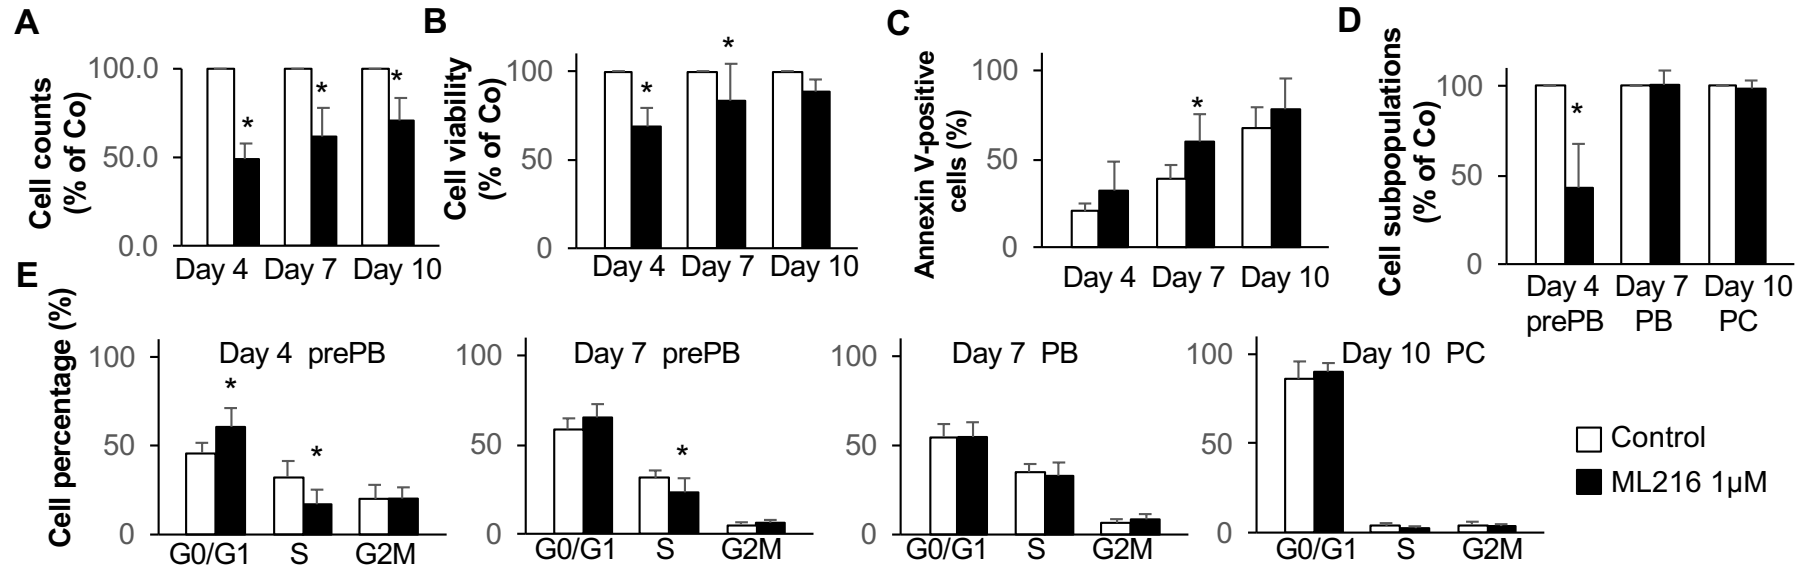 A
Cell counts
(% of Co)
100.0
50.0
0.0
*
*
*
Day 4 Day 7 Day 10
B
Cell viability
(% of Co)
100
50
0
*
*
Day 4 Day 7 Day 10
C
Annexin V-positive
cells (%)
100
50
0
*
Day 4 Day 7 Day 10
D
Cell subpopulations
(% of Co)
100
50
0
*
Day 4 Day 7 Day 10
prePB PB PC
E
Cell percentage (%)
Day 4 prePB
100
50
0
*
*
G0/G1 S G2M
Day 7 prePB
100
50
0
*
G0/G1 S G2M
Day 7 PB
100
50
0
G0/G1 S G2M
Day 10 PC
100
50
0
G0/G1 S G2M
Control
ML216 1µM